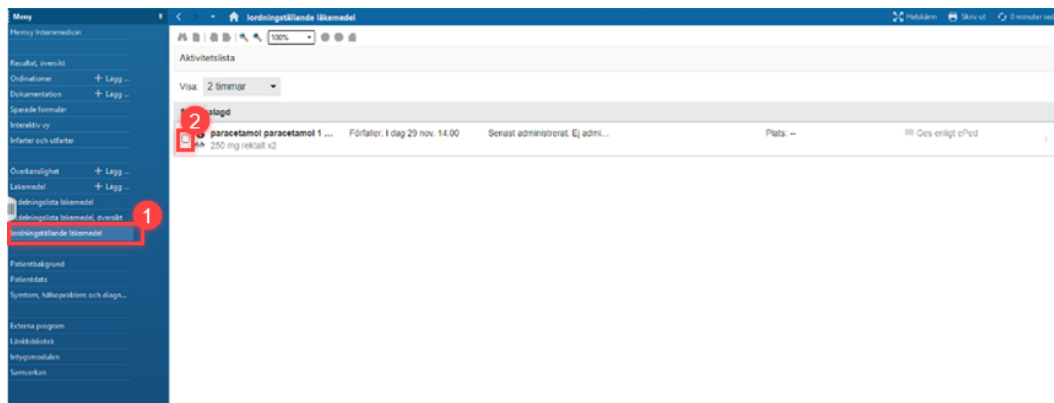 Meny
Hemvy Internmedicin
Resultat, översikt
Ordinationer + Lägg ...
Dokumentation + Lägg ...
Sparade formulär
Interaktiv vy
Infarter och utfarter
Överkänslighet + Lägg ...
Läkemedel + Lägg ...
delningslista läkemedel
delningslista läkemedel, översikt
Iordningställande läkemedel
1
Patientbakgrund
Patientdata
Symtom, hälsoproblem och diagn...
Externa program
Länkbibliotek
Intygsmodulen
Samverkan
Iordningställande läkemedel
Helskärm
Skriv ut
0 minuter sed
100%
Aktivitetslista
Visa: 2 timmar
alagd
2
paracetamol paracetamol 1 ... Förfaller: I dag 29 nov. 14:00 Senast administrerat: Ej admi... Plats: -- Ges enligt ePed
250 mg rektalt x2